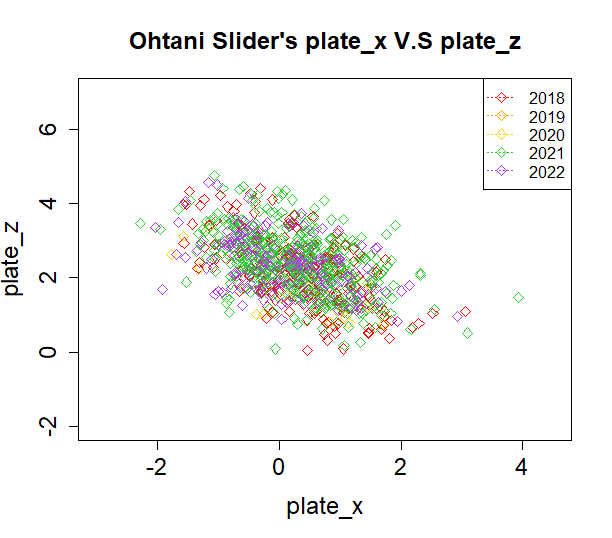 Ohtani Slider's plate_x V.S plate_z
2018
2019
2020
2021
2022
6
4
2
0
-2
plate_z
-2 0 2 4
plate_x